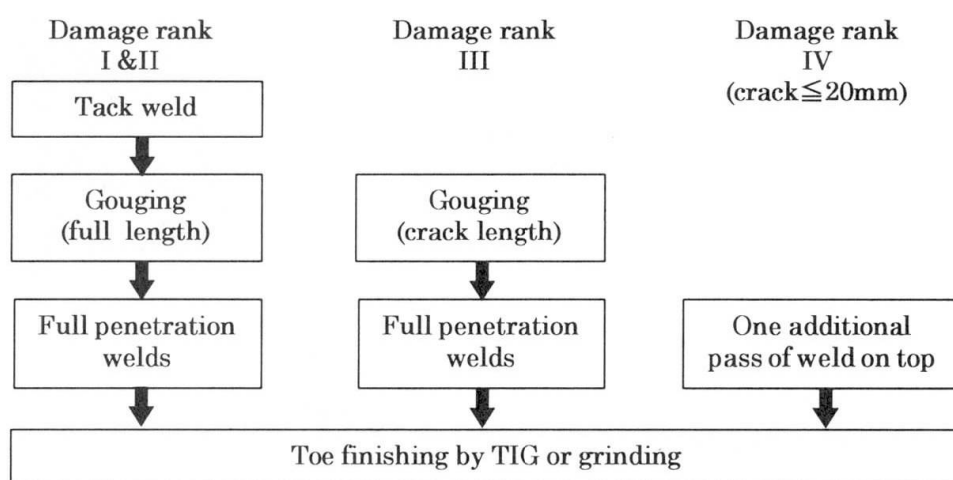 Damage rank
I &II
Damage rank
III
Damage rank
IV
(crack≦20mm)
Tack weld
Gouging
(full length)
Gouging
(crack length)
Full penetration
welds
Full penetration
welds
One additional
pass of weld on top
Toe finishing by TIG or grinding